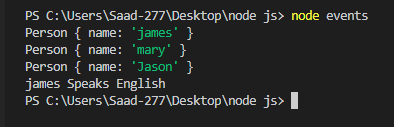 PS C:\Users\Saad-277\Desktop\node js> node events
Person { name: 'james' }
Person { name: 'mary' }
Person { name: 'Jason' }
james Speaks English
PS C:\Users\Saad-277\Desktop\node js>